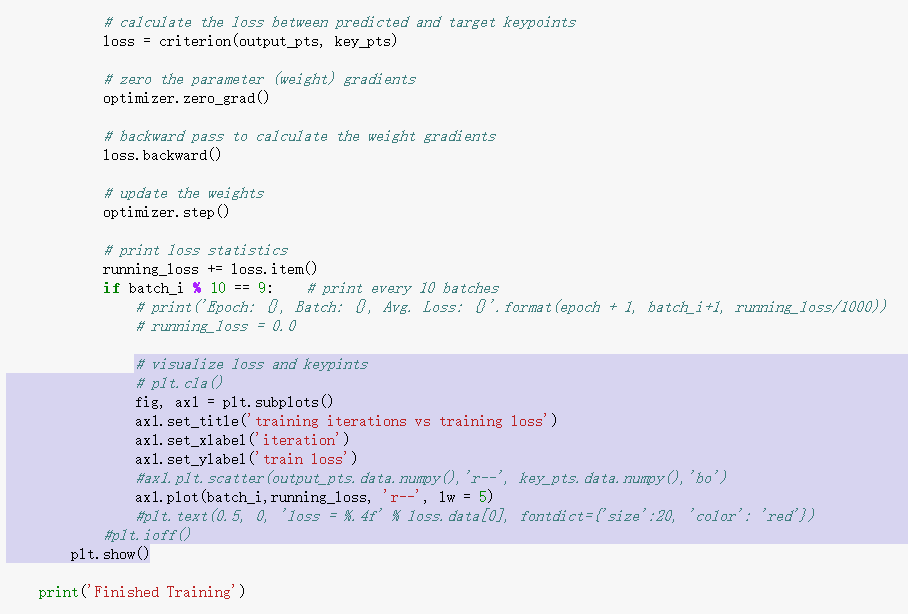 # calculate the loss between predicted and target keypoints
loss = criterion(output_pts, key_pts)
# zero the parameter (weight) gradients
optimizer.zero_grad()
# backward pass to calculate the weight gradients
loss.backward()
# update the weights
optimizer.step()
# print loss statistics
running_loss += loss.item()
if batch_i % 10 == 9:    # print every 10 batches
# print('Epoch: {}, Batch: {}, Avg. Loss: {}'.format(epoch + 1, batch_i+1, running_loss/1000))
# running_loss = 0.0
# visualize loss and keypints
# plt.cla()
fig, ax1 = plt.subplots()
ax1.set_title('training iterations vs training loss')
ax1.set_xlabel('iteration')
ax1.set_ylabel('train loss')
#ax1.plt.scatter(output_pts.data.numpy(),'r--', key_pts.data.numpy(),'bo')
ax1.plot(batch_i,running_loss, 'r--', lw = 5)
#plt.text(0.5, 0, 'loss = %.4f' % loss.data[0], fontdict={'size':20, 'color': 'red'})
#plt.ioff()
plt.show()
print('Finished Training')